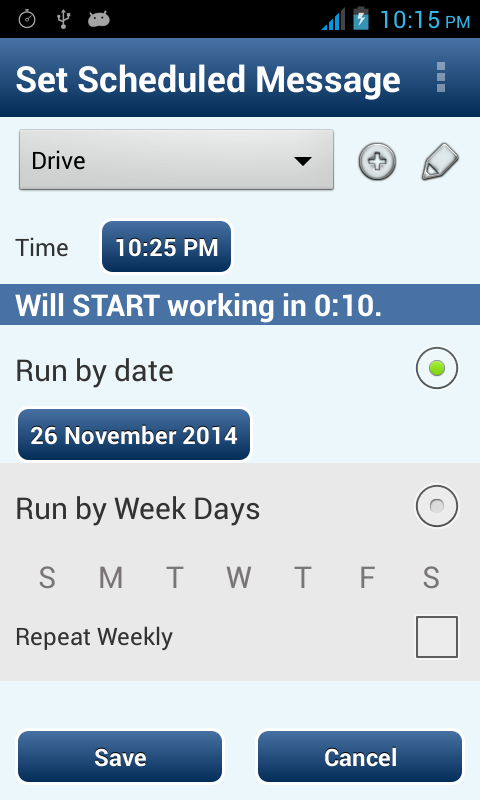 10:15 PM
Set Scheduled Message
Drive
Time 10:25 PM
Will START working in 0:10.
Run by date
26 November 2014
Run by Week Days
S M T W T F S
Repeat Weekly
Save Cancel